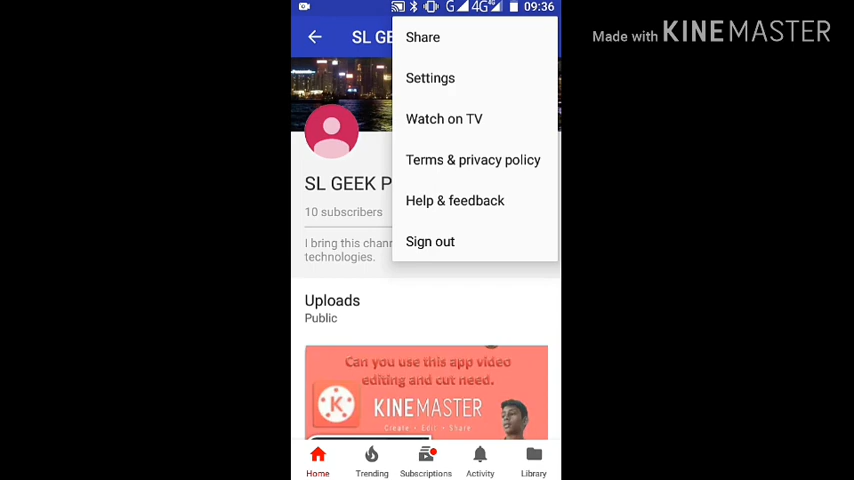 G 4G 4G 09:36
Made with KINEMASTER
SL GE
Share
Settings
Watch on TV
Terms & privacy policy
Help & feedback
Sign out
SL GEEK P
10 subscribers
I bring this chan
technologies.
Uploads
Public
Can you use this app video
editing and cut need.
K
KINEMASTER
Create - Edit - Share
Home Trending Subscriptions Activity Library